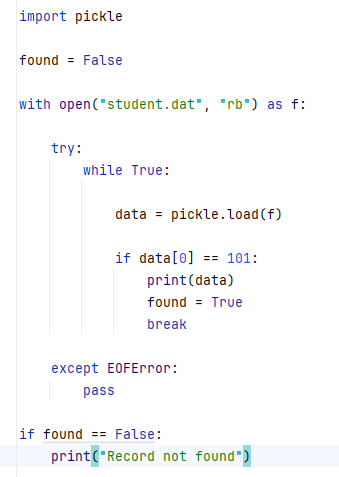 import pickle
found = False
with open("student.dat", "rb") as f:
try:
while True:
data = pickle.load(f)
if data[0] == 101:
print(data)
found = True
break
except EOFError:
pass
if found == False:
print("Record not found")